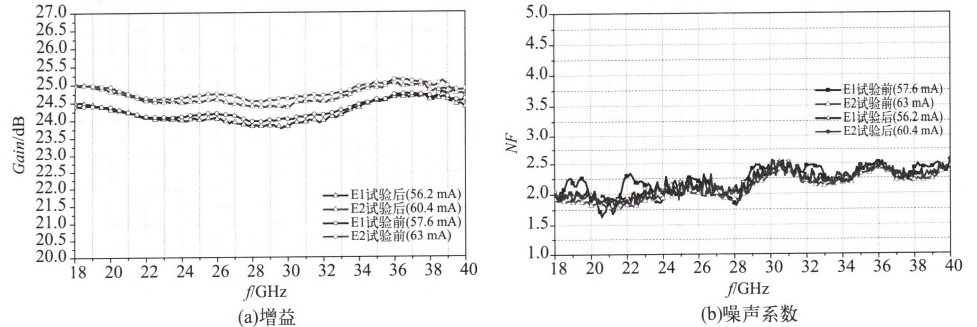 27.0
26.5
26.0
25.5
25.0
24.5
24.0
23.5
23.0
22.5
22.0
21.5
21.0
20.5
20.0
Gain/dB
E1试验后(56.2 mA)
E2试验后(60.4 mA)
E1试验前(57.6 mA)
E2试验前(63 mA)
18 20 22 24 26 28 30 32 34 36 38 40
f/GHz
(a)增益
5.0
4.5
4.0
3.5
3.0
2.5
2.0
1.5
1.0
NF
E1试验前(57.6 mA)
E2试验前(63 mA)
E1试验后(56.2 mA)
E2试验后(60.4 mA)
18 20 22 24 26 28 30 32 34 36 38 40
f/GHz
(b)噪声系数